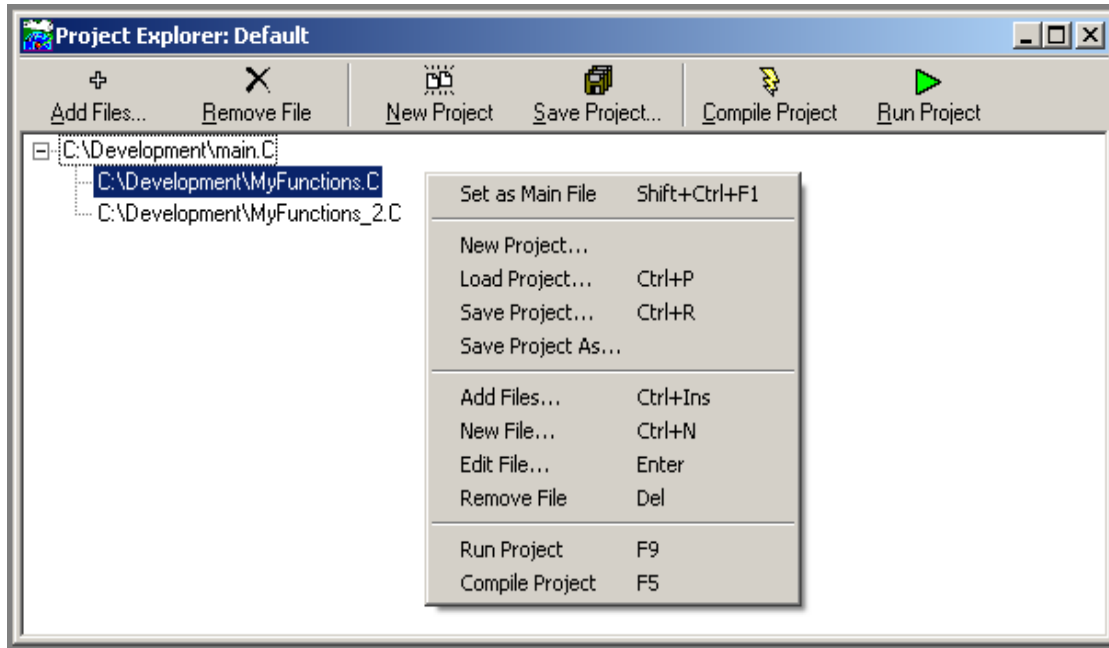 Project Explorer: Default
Add Files... Remove File New Project Save Project... Compile Project Run Project
C:\Development\main.C
C:\Development\MyFunctions.C
C:\Development\MyFunctions_2.C
Set as Main File Shift+Ctrl+F1
New Project...
Load Project... Ctrl+P
Save Project... Ctrl+R
Save Project As...
Add Files... Ctrl+Ins
New File... Ctrl+N
Edit File... Enter
Remove File Del
Run Project F9
Compile Project F5